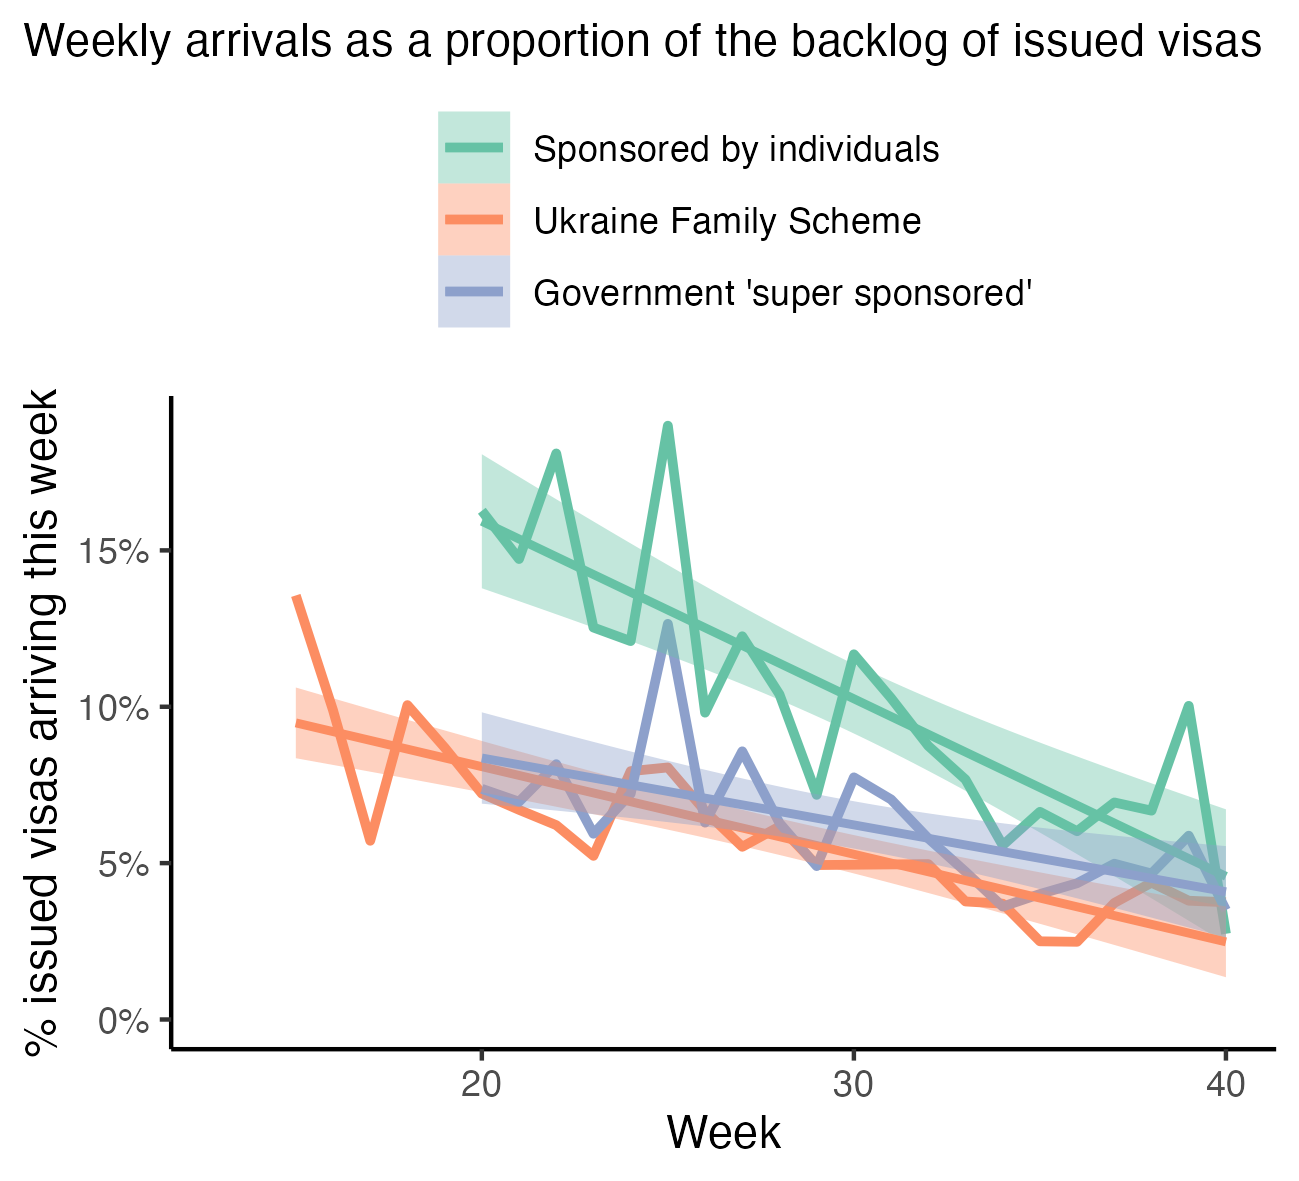 Weekly arrivals as a proportion of the backlog of issued visas
Sponsored by individuals
Ukraine Family Scheme
Government 'super sponsored'
% issued visas arriving this week
15%
10%
5%
0%
20
30
40
Week